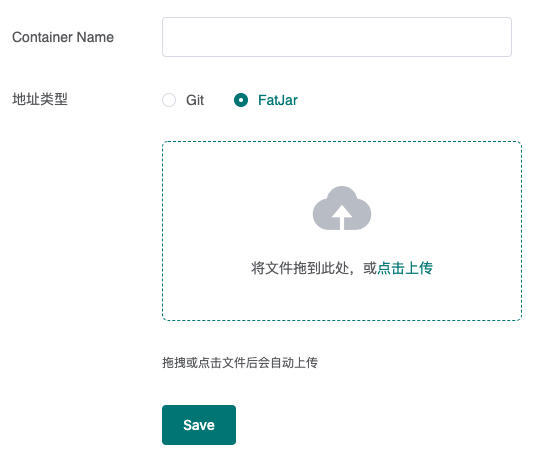 Container Name
地址类型
Git
FatJar
将文件拖到此处，或点击上传
拖拽或点击文件后会自动上传
Save